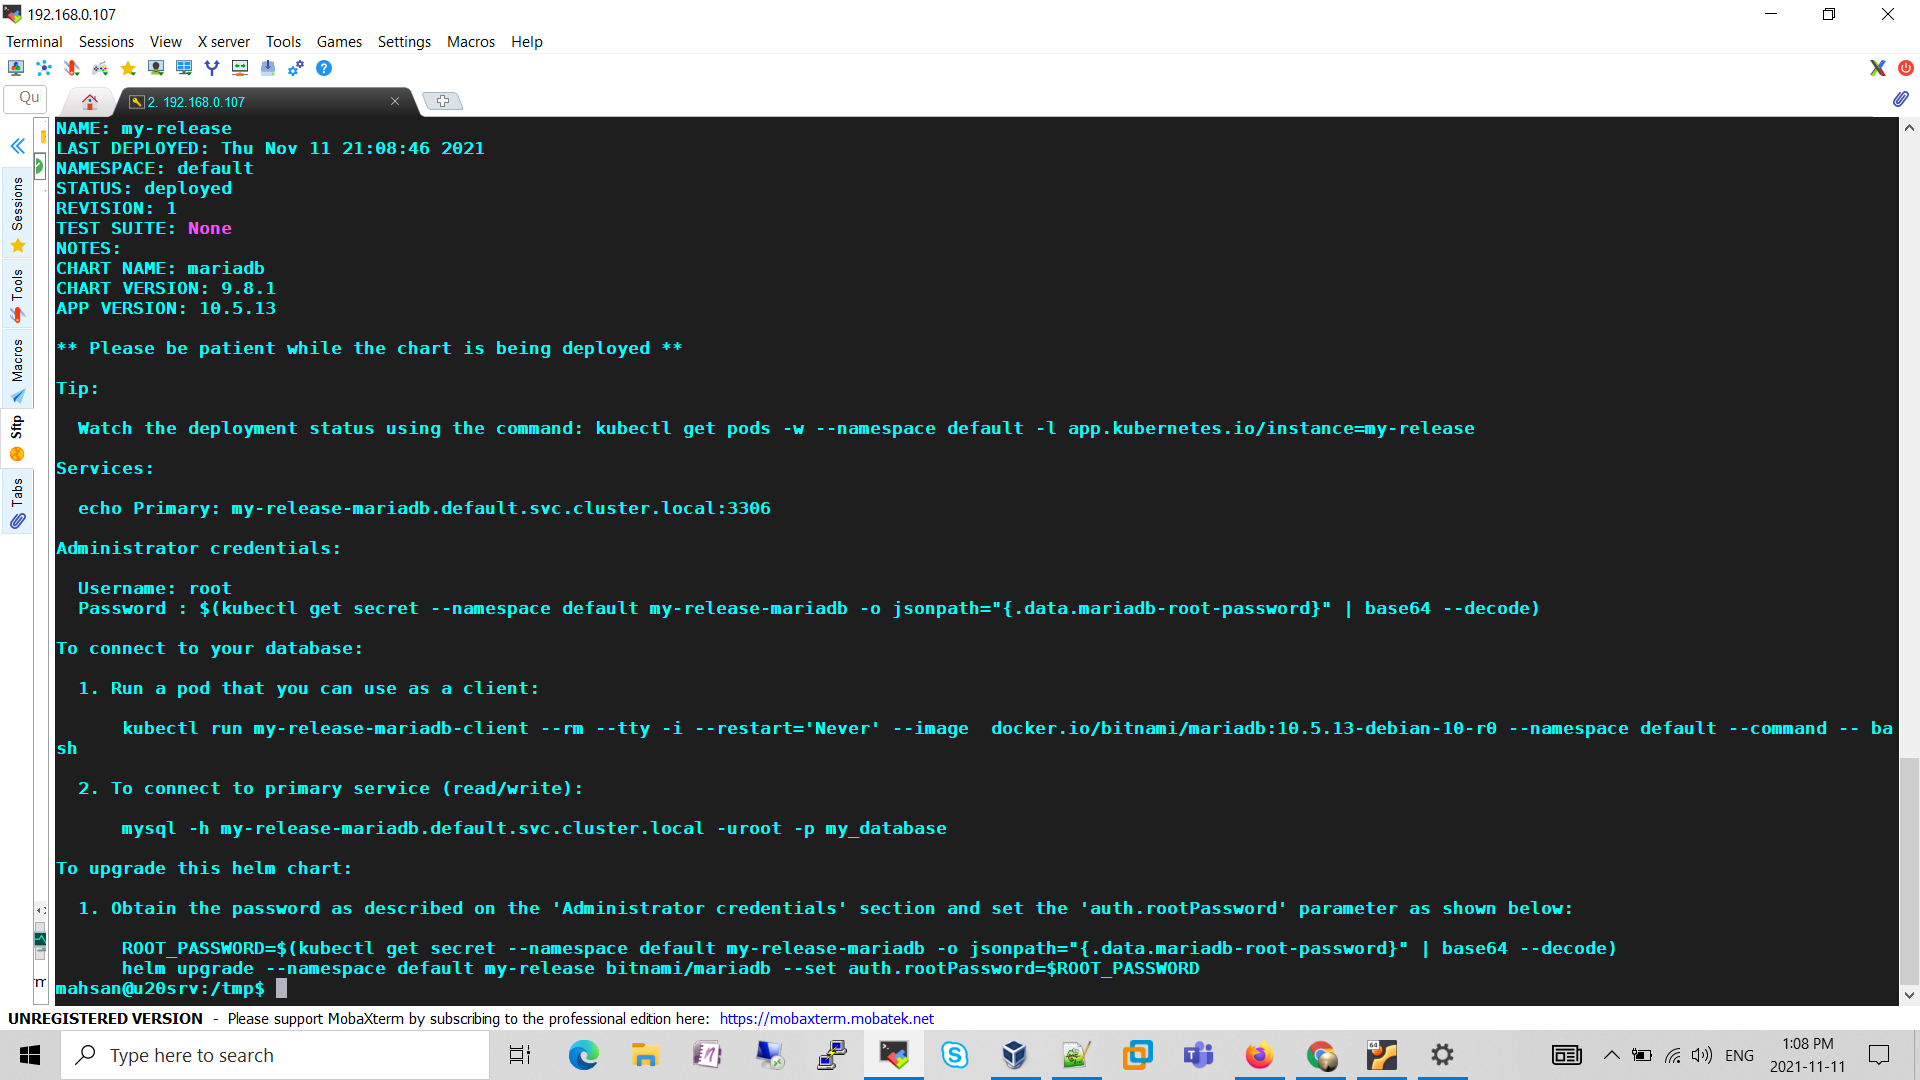 192.168.0.107
Terminal Sessions View X server Tools Games Settings Macros Help
Qu
2. 192.168.0.107
Sessions
Tools
Macros
Sftp
Tabs
NAME: my-release
LAST DEPLOYED: Thu Nov 11 21:08:46 2021
NAMESPACE: default
STATUS: deployed
REVISION: 1
TEST SUITE: None
NOTES:
CHART NAME: mariadb
CHART VERSION: 9.8.1
APP VERSION: 10.5.13
** Please be patient while the chart is being deployed **
Tip:
Watch the deployment status using the command: kubectl get pods -w --namespace default -l app.kubernetes.io/instance=my-release
Services:
echo Primary: my-release-mariadb.default.svc.cluster.local:3306
Administrator credentials:
Username: root
Password : $(kubectl get secret --namespace default my-release-mariadb -o jsonpath="{.data.mariadb-root-password}" | base64 --decode)
To connect to your database:
1. Run a pod that you can use as a client:
kubectl run my-release-mariadb-client --rm --tty -i --restart='Never' --image  docker.io/bitnami/mariadb:10.5.13-debian-10-r0 --namespace default --command -- ba
sh
2. To connect to primary service (read/write):
mysql -h my-release-mariadb.default.svc.cluster.local -uroot -p my_database
To upgrade this helm chart:
1. Obtain the password as described on the 'Administrator credentials' section and set the 'auth.rootPassword' parameter as shown below:
ROOT_PASSWORD=$(kubectl get secret --namespace default my-release-mariadb -o jsonpath="{.data.mariadb-root-password}" | base64 --decode)
helm upgrade --namespace default my-release bitnami/mariadb --set auth.rootPassword=$ROOT_PASSWORD
mahsan@u20srv:/tmp$
UNREGISTERED VERSION - Please support MobaXterm by subscribing to the professional edition here: https://mobaxterm.mobatek.net
Type here to search
ENG
1:08 PM
2021-11-11